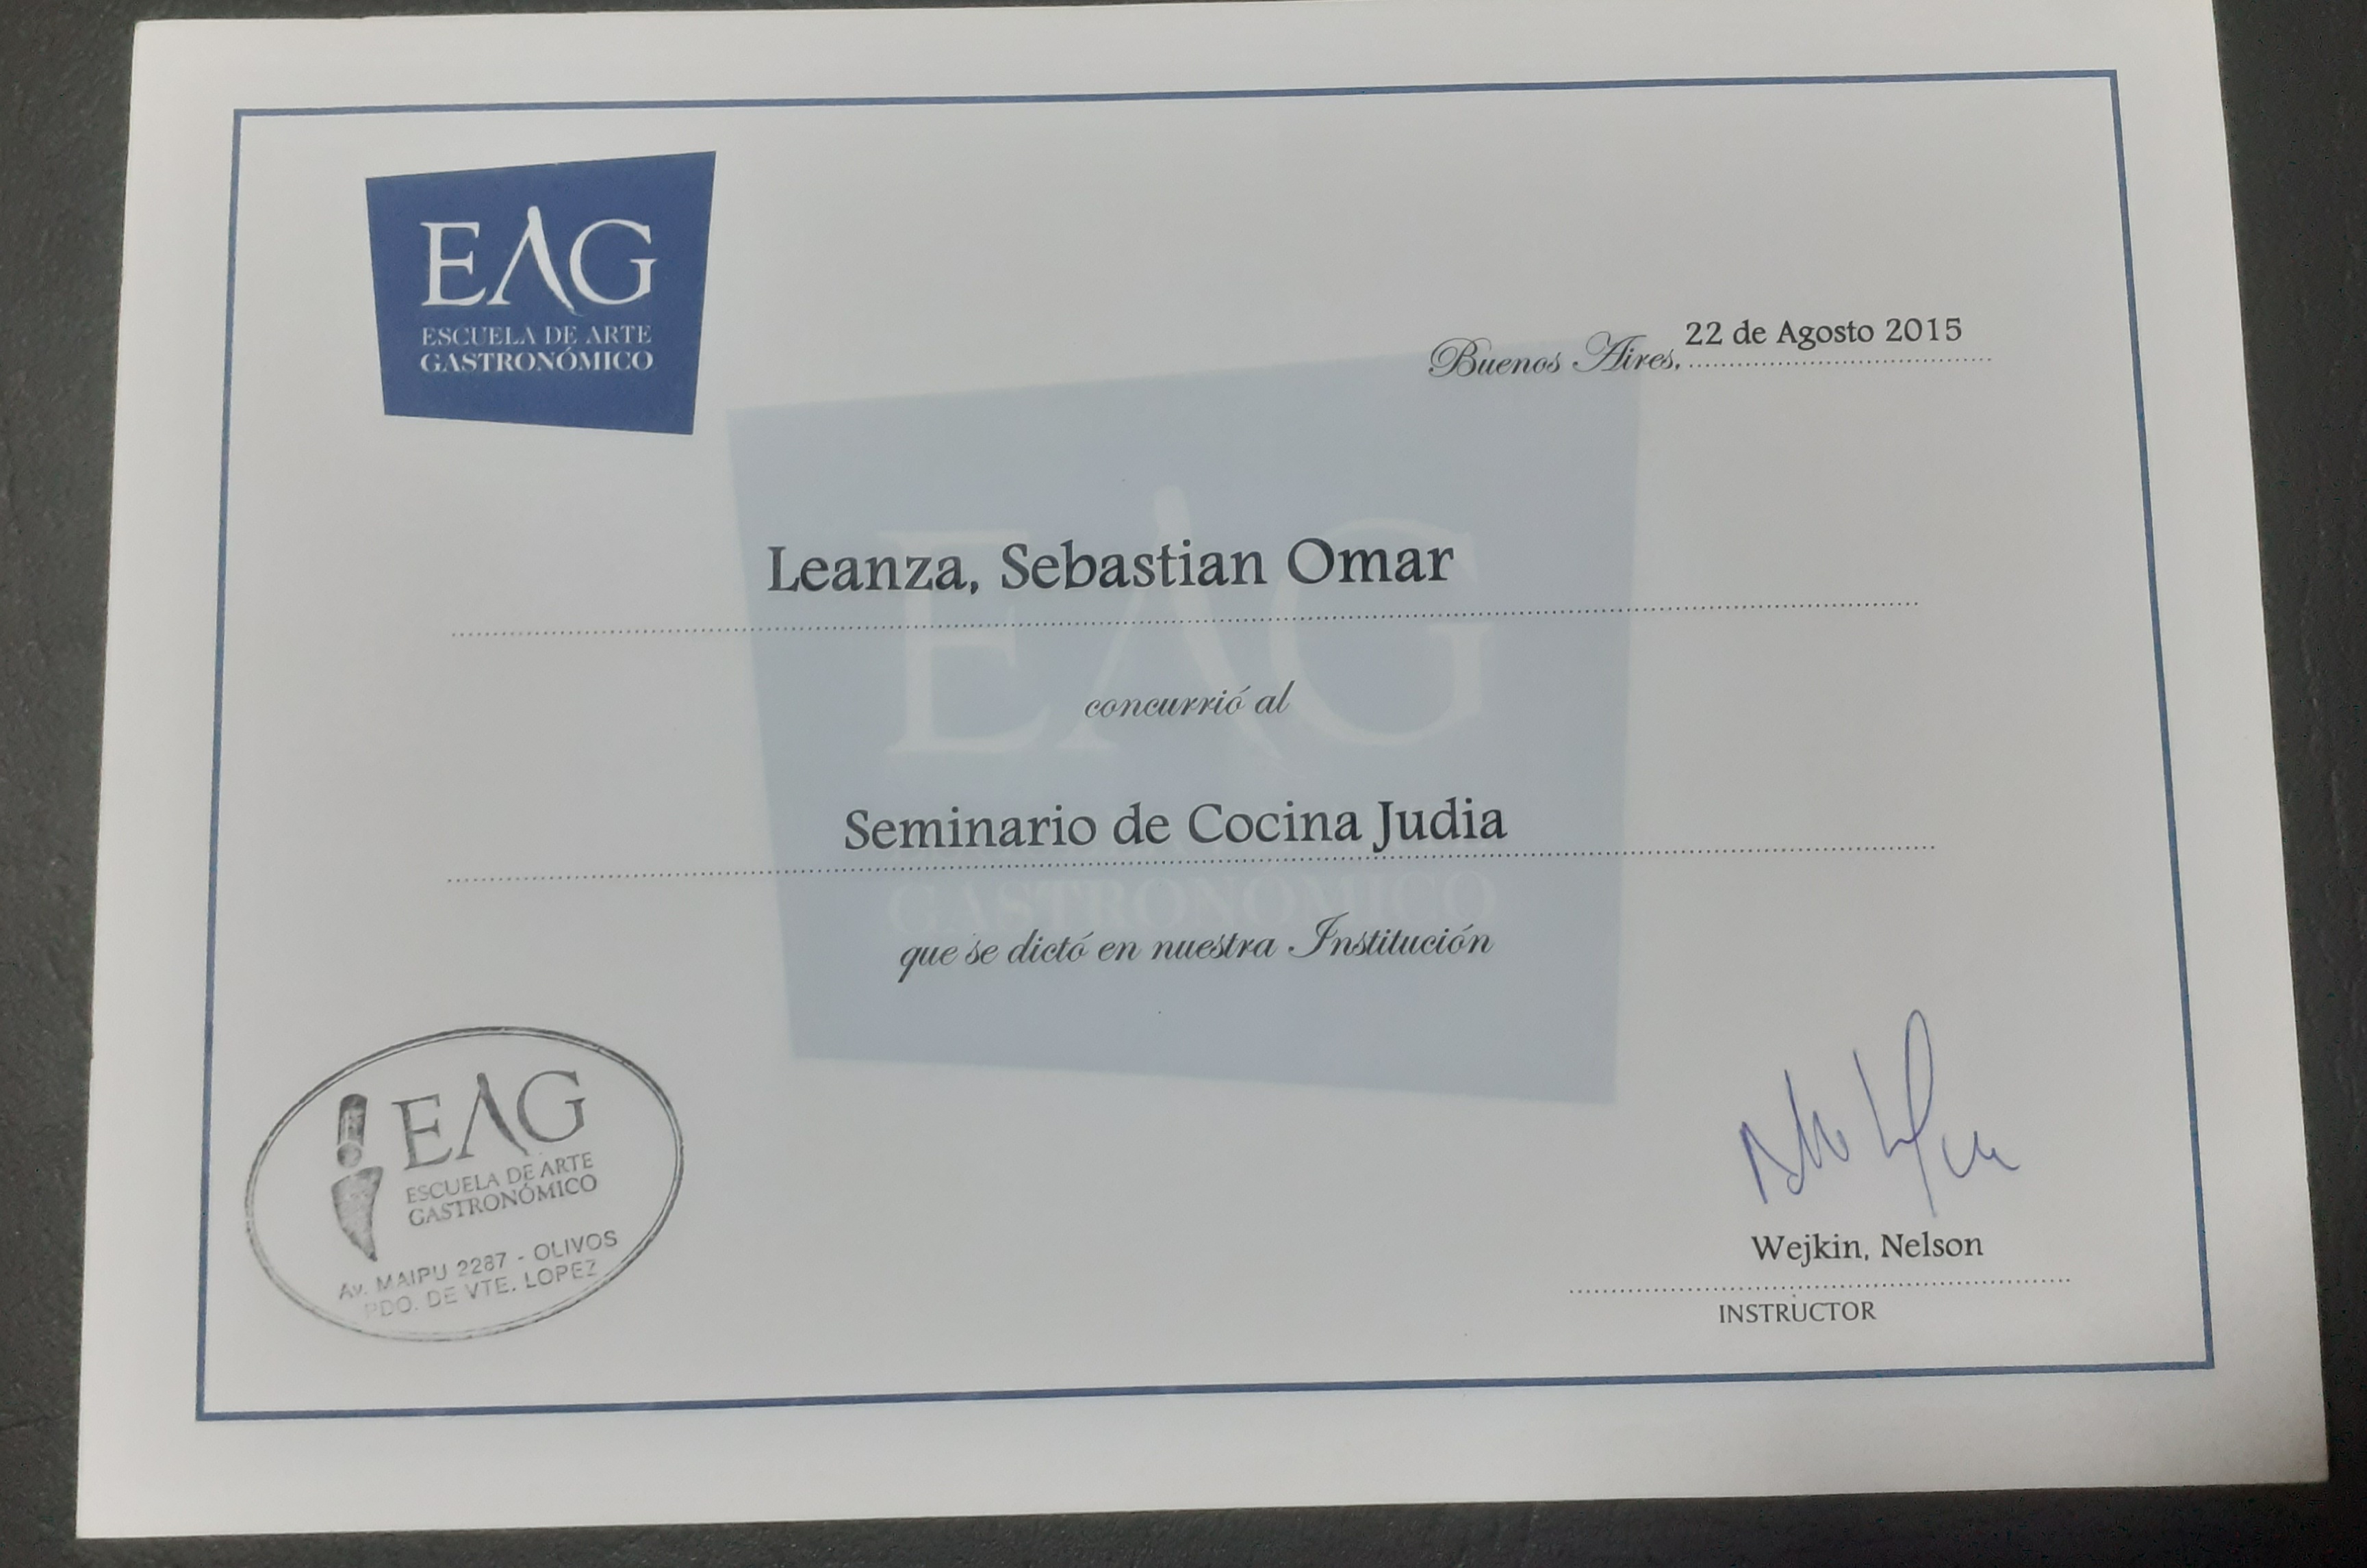 EAG
ESCUELA DE ARTE
GASTRONÓMICO
Buenos Aires, 22 de Agosto 2015
Leanza, Sebastian Omar
concurrió al
Seminario de Cocina Judia
que se dictó en nuestra Institución
EAG
GASTRONÓMICO
EAG
ESCUELA DE ARTE
GASTRONÓMICO
Av. MAIPU 2287 - OLIVOS
PDO. DE VTE. LOPEZ
Wejkin, Nelson
INSTRUCTOR